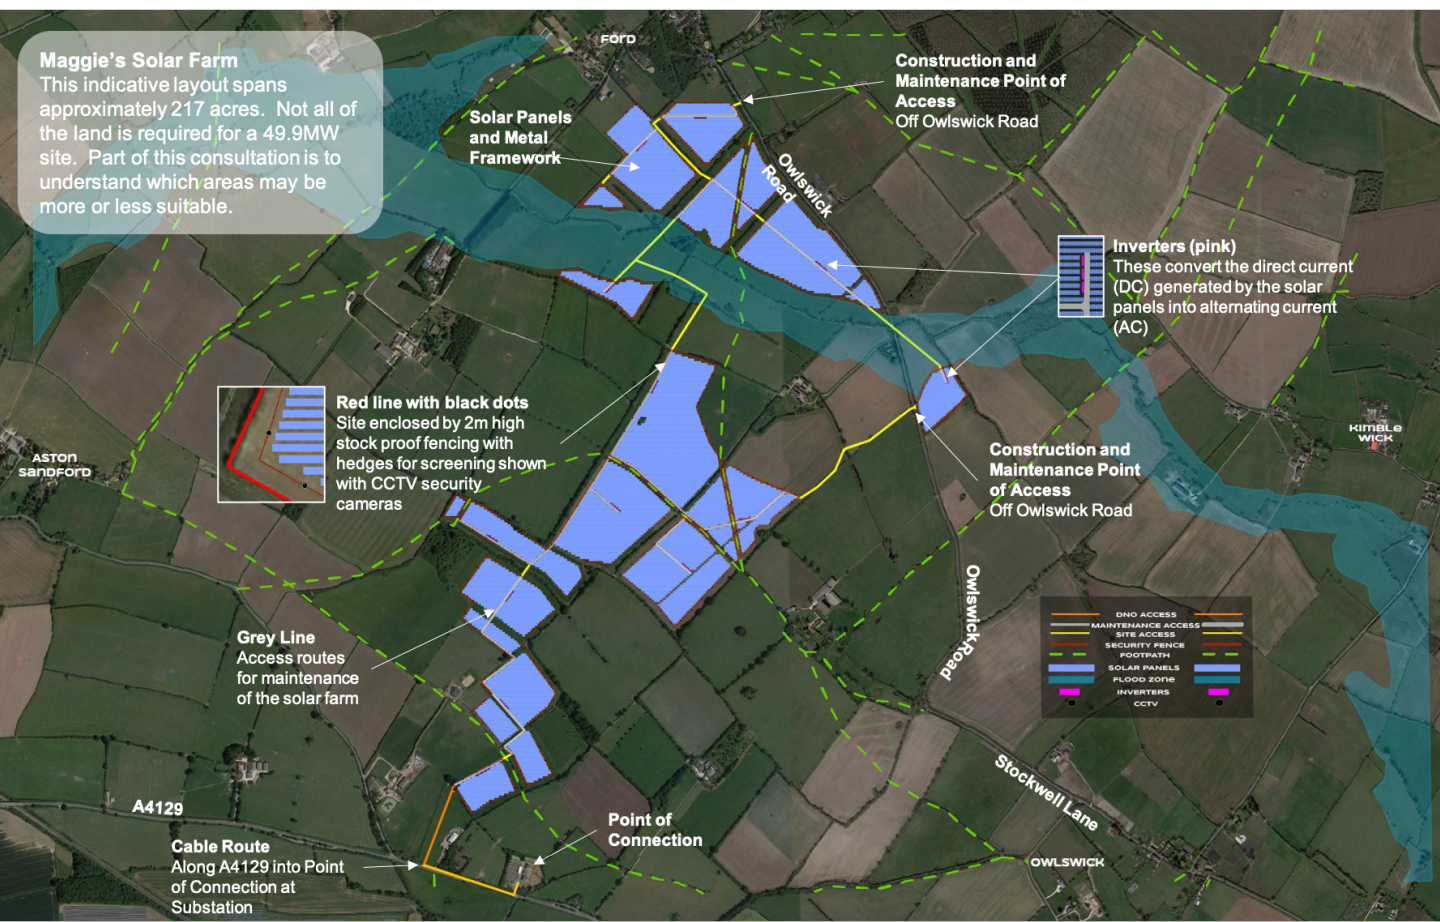 Maggie's Solar Farm
This indicative layout spans
approximately 217 acres.  Not all of
the land is required for a 49.9MW
site.  Part of this consultation is to
understand which areas may be
more or less suitable.
FORD
Construction and
Maintenance Point of
Access
Off Owlswick Road
Solar Panels
and Metal
Framework
Owlswick
Road
Inverters (pink)
These convert the direct current
(DC) generated by the solar
panels into alternating current
(AC)
Red line with black dots
Site enclosed by 2m high
stock proof fencing with
hedges for screening shown
with CCTV security
cameras
KIMBLE
WICK
ASTON
SANDFORD
Construction and
Maintenance Point
of Access
Off Owlswick Road
Owlswick Road
DNO ACCESS
MAINTENANCE ACCESS
SITE ACCESS
SECURITY FENCE
FOOTPATH
SOLAR PANELS
FLOOD ZONE
INVERTERS
CCTV
Grey Line
Access routes
for maintenance
of the solar farm
Stockwell Lane
A4129
Point of
Connection
Cable Route
Along A4129 into Point
of Connection at
Substation
OWLSWICK